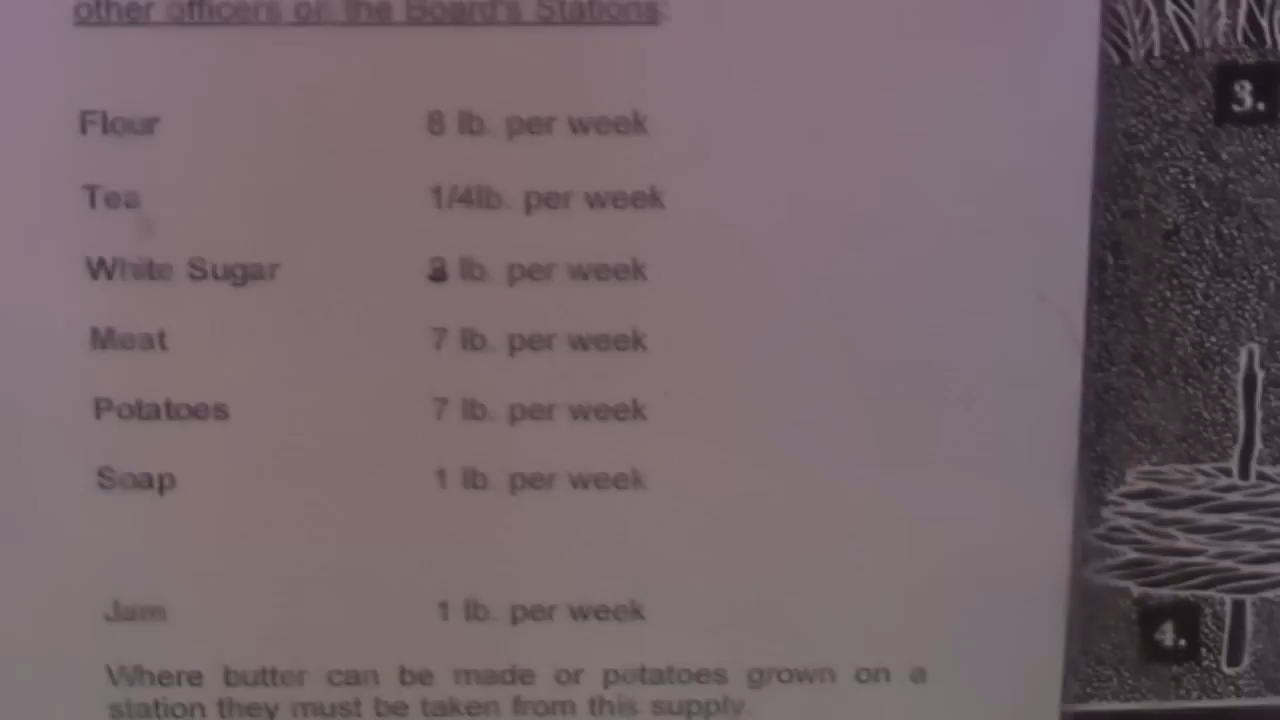 other officers on the Board's Stations:
Flour 8 lb. per week
Tea 1/4lb. per week
White Sugar lb. per week
Meat 7 lb. per week
Potatoes 7 lb. per week
Soap 1 lb. per week
Jam 1 lb. per week
Where butter can be made or potatoes grown on a
station they must be taken from this supply.
3.
4.